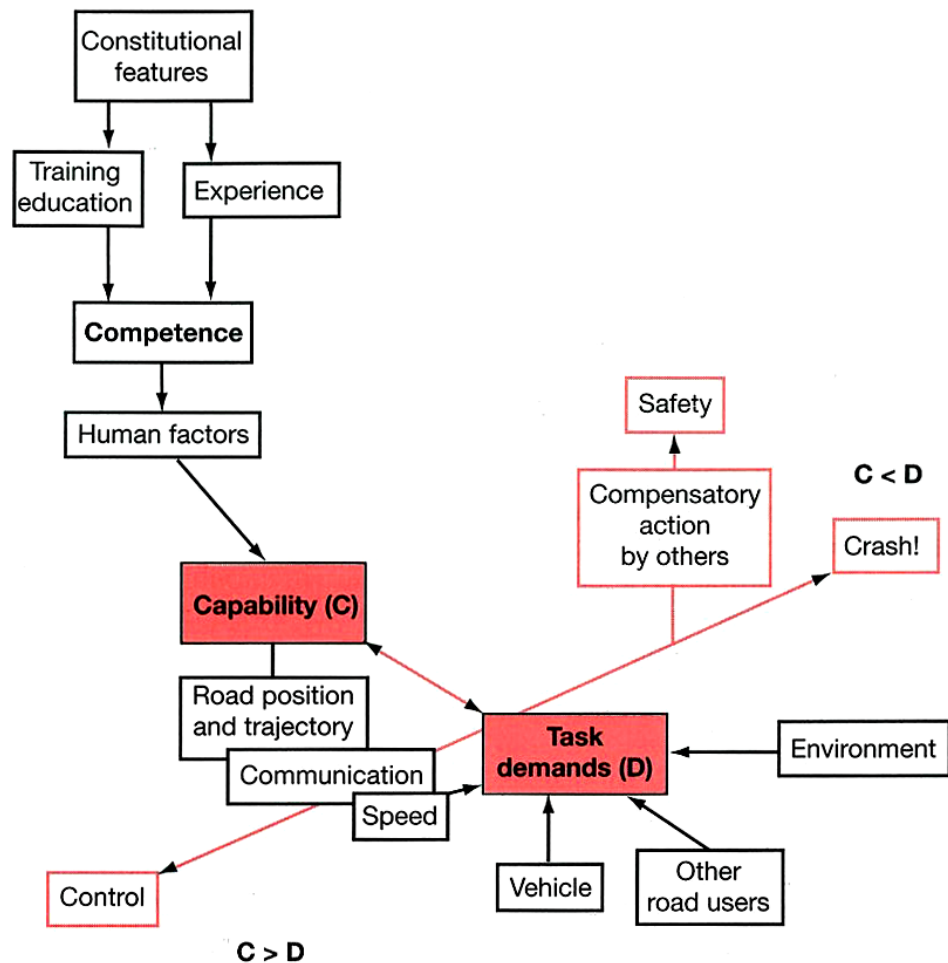 Constitutional
features
Training
education
Experience
Competence
Human factors
Safety
C < D
Compensatory
action
by others
Crash!
Capability (C)
Road position
and trajectory
Task
demands (D)
Environment
Communication
Speed
Control
Vehicle
Other
road users
C > D